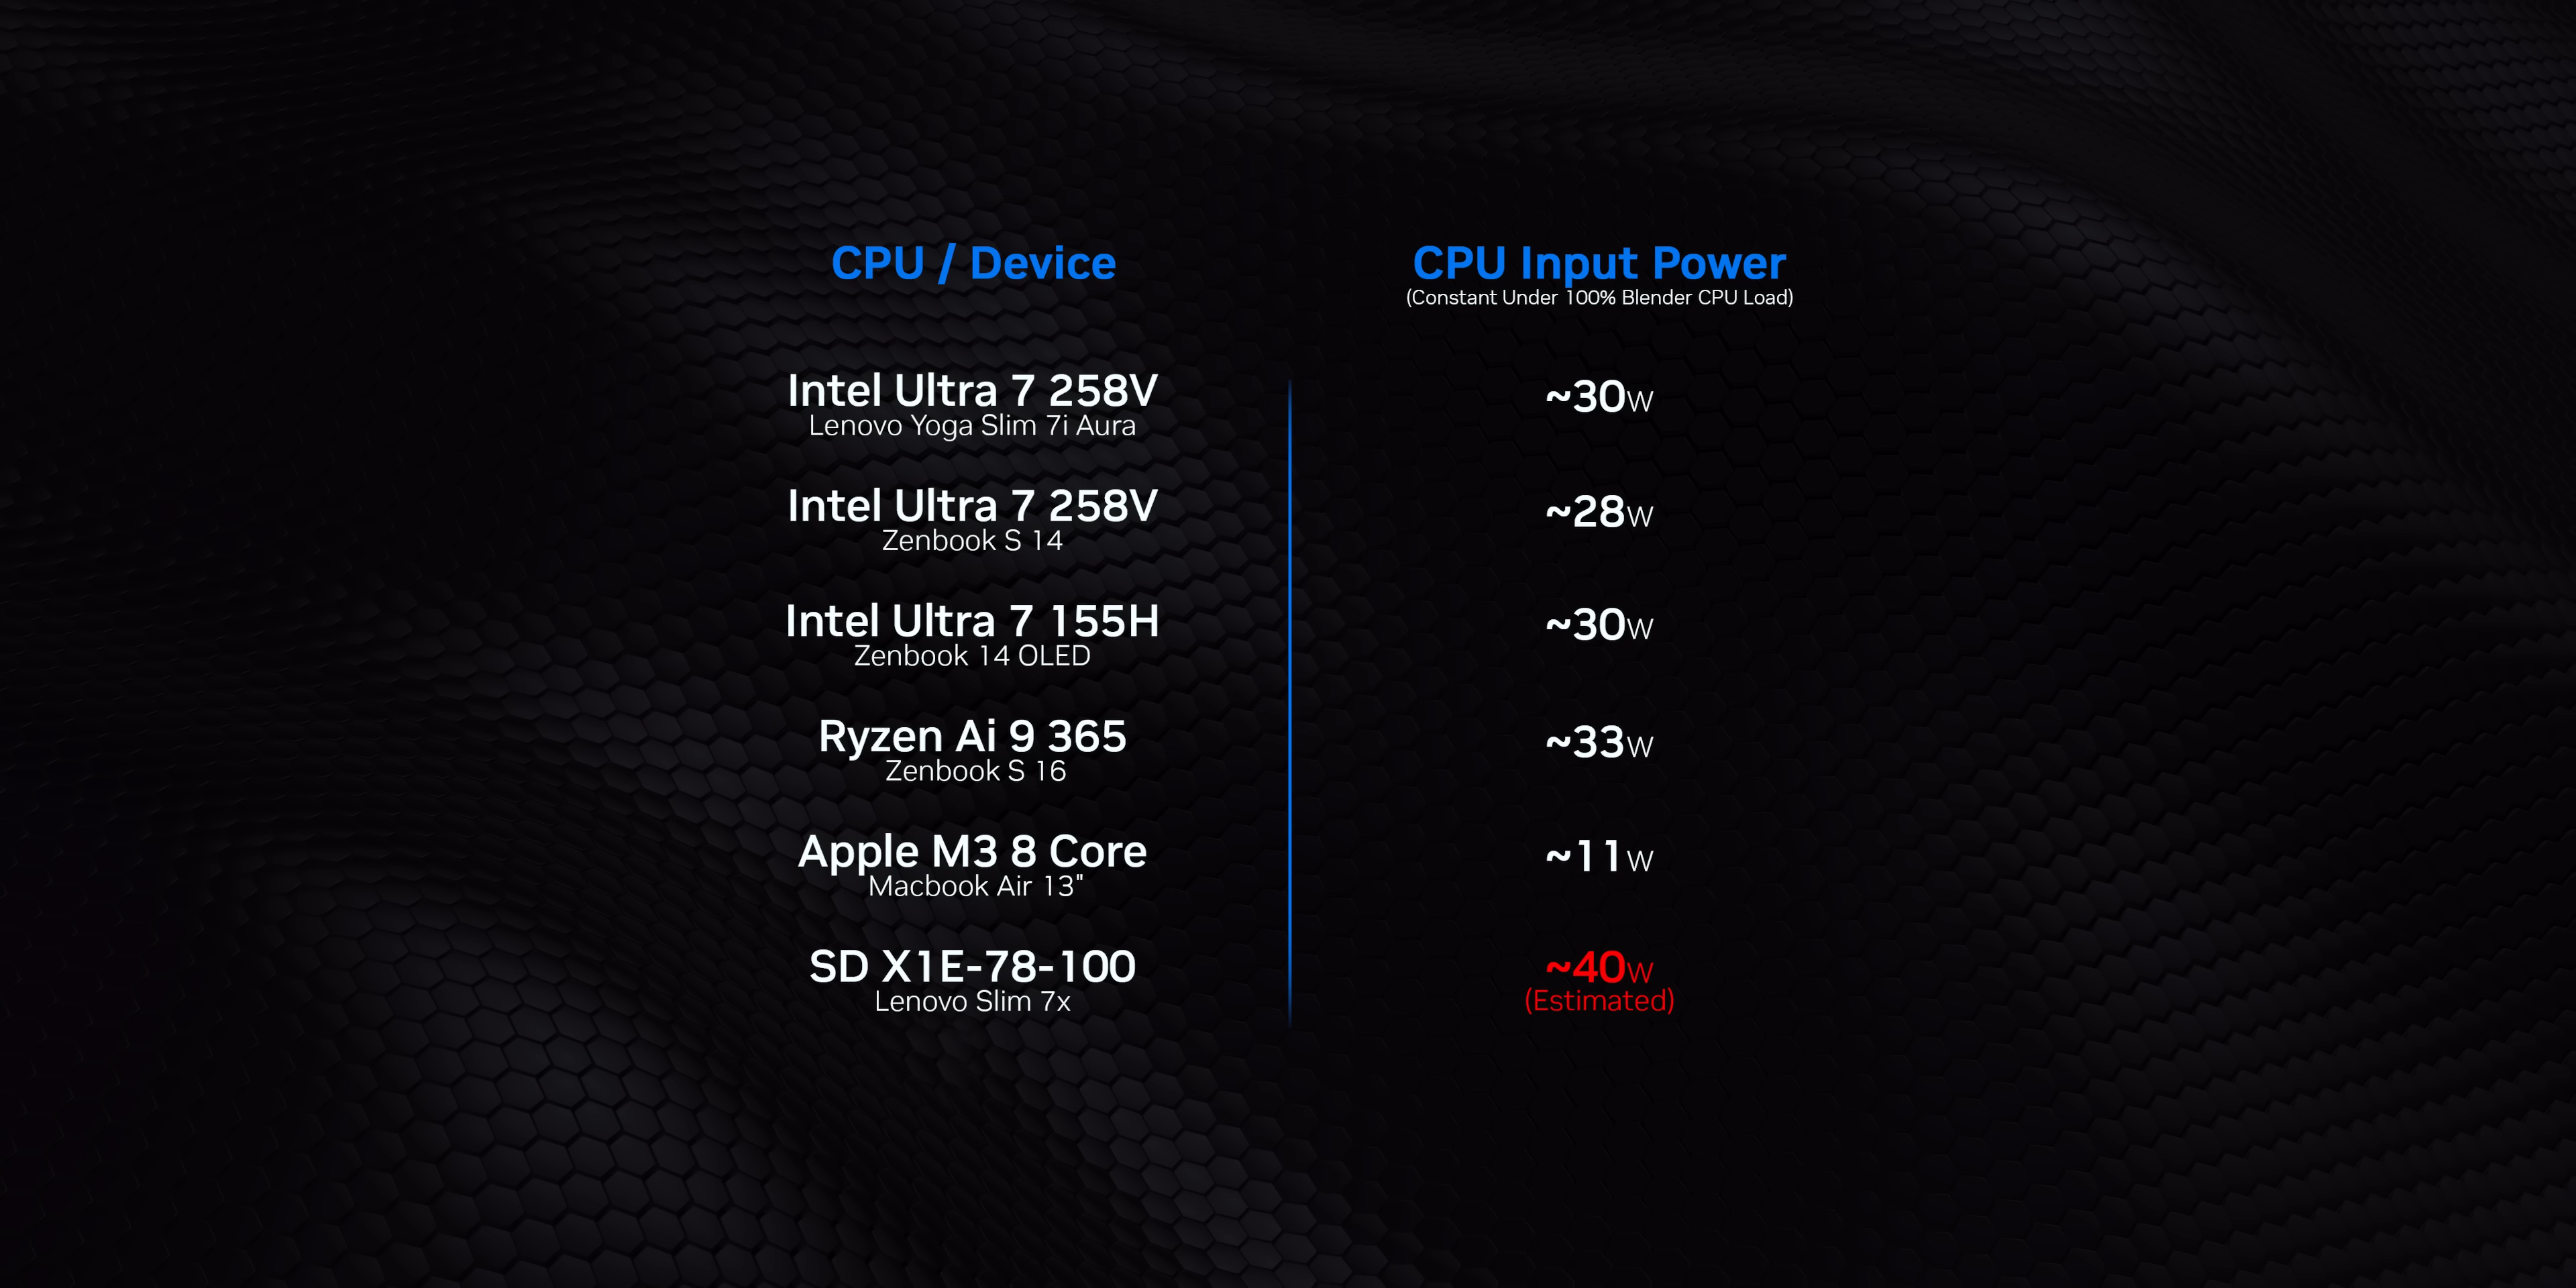 CPU / Device
CPU Input Power
(Constant Under 100% Blender CPU Load)
Intel Ultra 7 258V
Lenovo Yoga Slim 7i Aura
~30W
Intel Ultra 7 258V
Zenbook S 14
~28W
Intel Ultra 7 155H
Zenbook 14 OLED
~30W
Ryzen Ai 9 365
Zenbook S 16
~33W
Apple M3 8 Core
Macbook Air 13"
~11W
SD X1E-78-100
Lenovo Slim 7x
~40W
(Estimated)